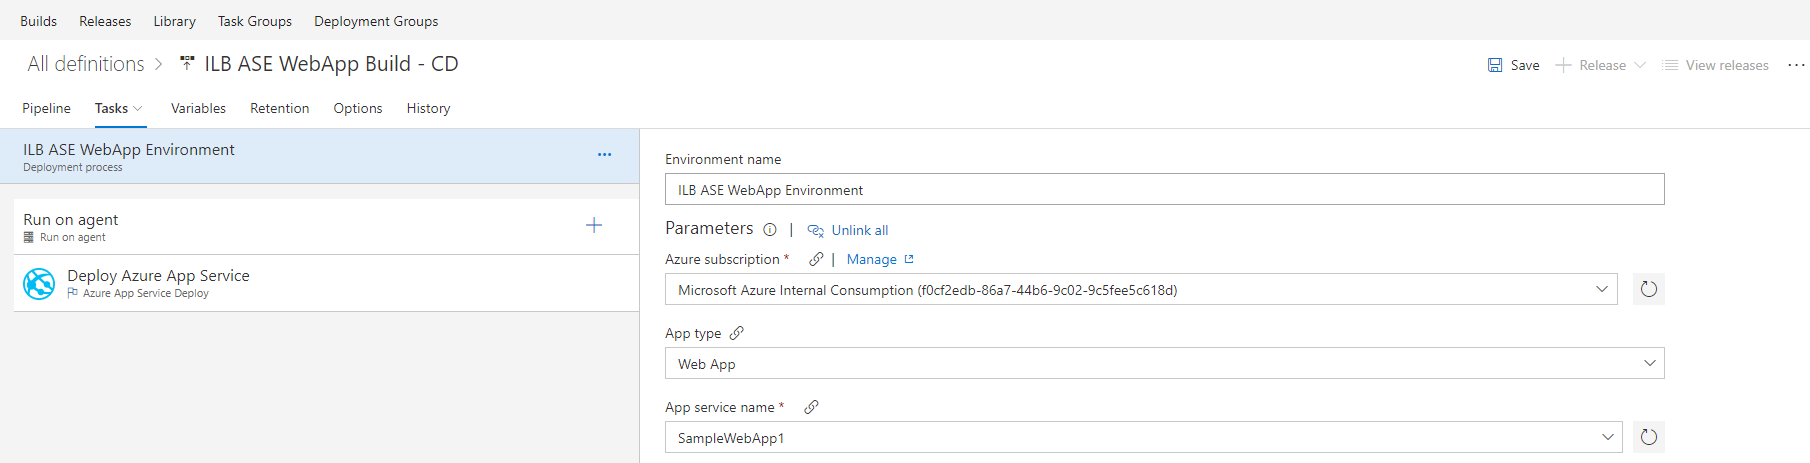 Builds Releases Library Task Groups Deployment Groups
All definitions > ILB ASE WebApp Build - CD
Save Release View releases ...
Pipeline Tasks Variables Retention Options History
ILB ASE WebApp Environment
Deployment process
...
Run on agent
Run on agent
Deploy Azure App Service
Azure App Service Deploy
Environment name
ILB ASE WebApp Environment
Parameters | Unlink all
Azure subscription * | Manage
Microsoft Azure Internal Consumption (f0cf2edb-86a7-44b6-9c02-9c5fee5c618d)
App type
Web App
App service name *
SampleWebApp1